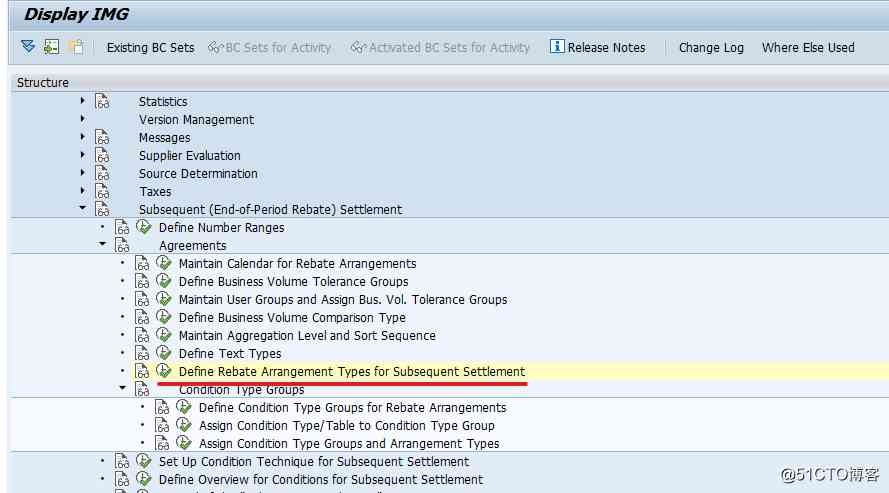 Display IMG
Existing BC Sets BC Sets for Activity Activated BC Sets for Activity Release Notes Change Log Where Else Used
Structure
Statistics
Version Management
Messages
Supplier Evaluation
Source Determination
Taxes
Subsequent (End-of-Period Rebate) Settlement
Define Number Ranges
Agreements
Maintain Calendar for Rebate Arrangements
Define Business Volume Tolerance Groups
Maintain User Groups and Assign Bus. Vol. Tolerance Groups
Define Business Volume Comparison Type
Maintain Aggregation Level and Sort Sequence
Define Text Types
Define Rebate Arrangement Types for Subsequent Settlement
Condition Type Groups
Define Condition Type Groups for Rebate Arrangements
Assign Condition Type/Table to Condition Type Group
Assign Condition Type Groups and Arrangement Types
Set Up Condition Technique for Subsequent Settlement
Define Overview for Conditions for Subsequent Settlement
@51CTO博客